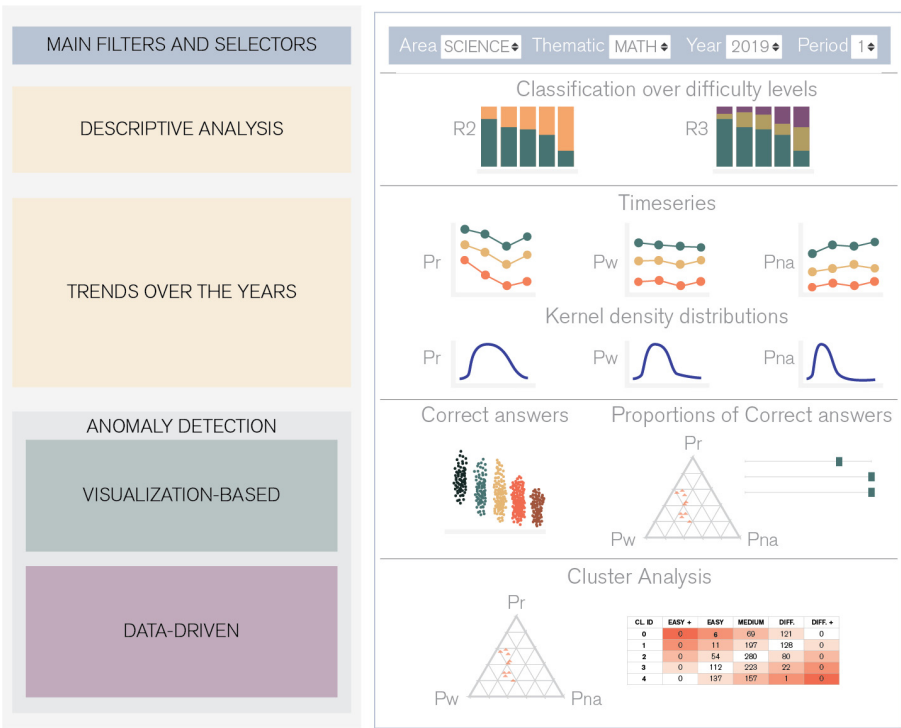 MAIN FILTERS AND SELECTORS
DESCRIPTIVE ANALYSIS
TRENDS OVER THE YEARS
ANOMALY DETECTION
VISUALIZATION-BASED
DATA-DRIVEN
Area SCIENCE Thematic MATH Year 2019 Period 1
Classification over difficulty levels
R2 R3
Timeseries
Pr Pw Pna
Kernel density distributions
Pr Pw Pna
Correct answers Proportions of Correct answers
Pr
Pw Pna
Cluster Analysis
Pr
Pw Pna
CL. ID EASY + EASY MEDIUM DIFF. DIFF. +
0 0 6 69 121 0
1 0 11 197 128 0
2 0 54 280 80 0
3 0 112 223 22 0
4 0 137 157 1 0